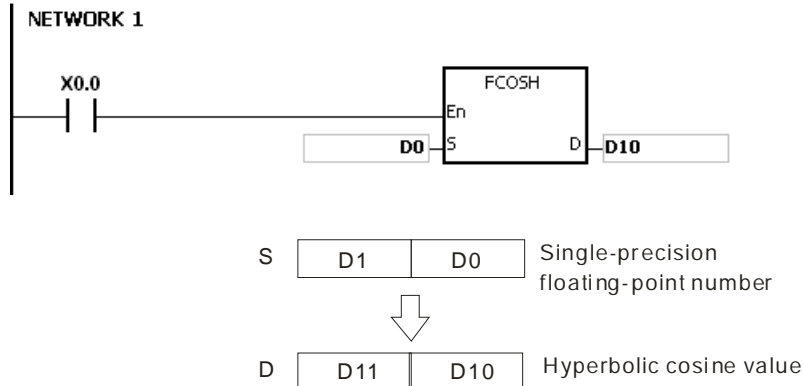 NETWORK 1
X0.0
FCOSH
En
D0 S D D10
S D1 D0 Single-precision
floating-point number
D D11 D10 Hyperbolic cosine value